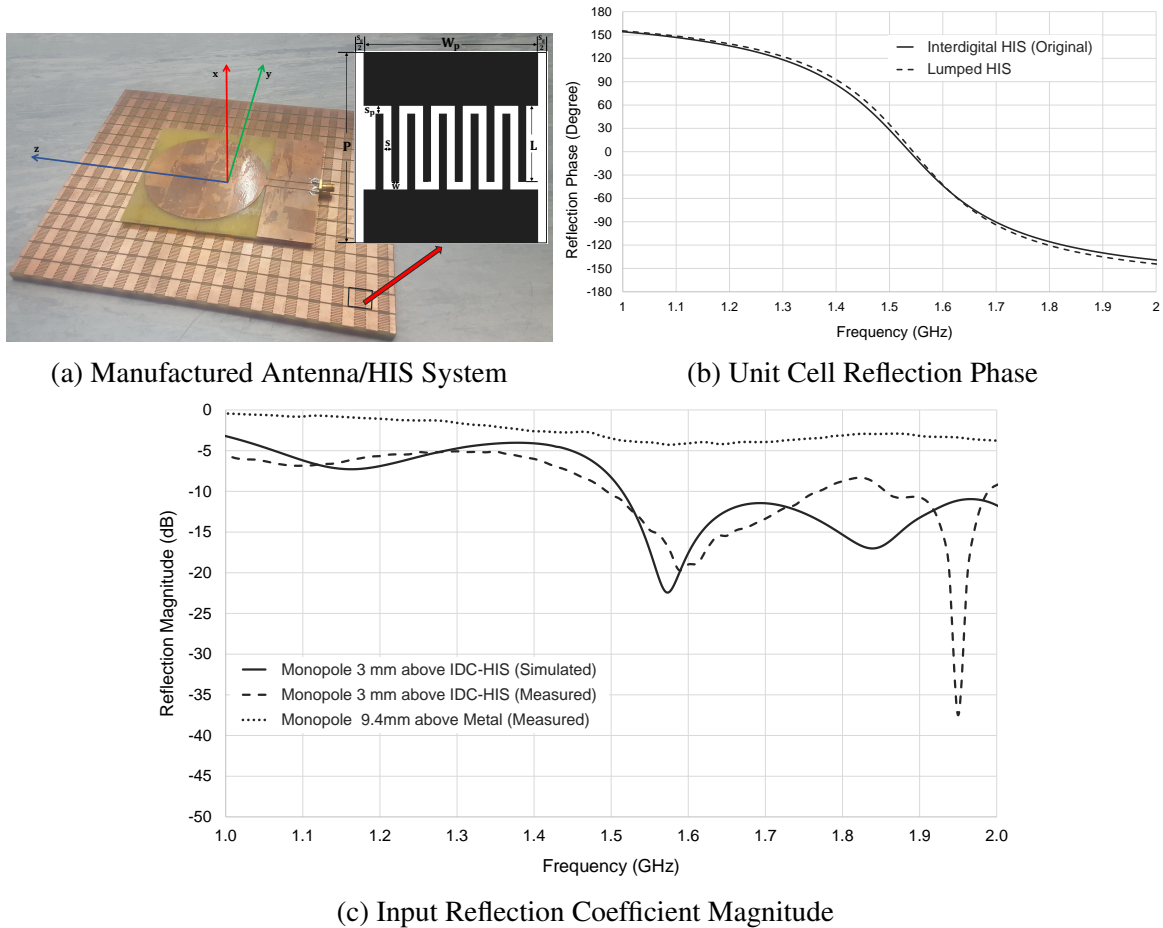 x
y
z
S_g/2
W_p
S_g/2
P
s_p
s
w
L
180
150
120
90
60
30
0
-30
-60
-90
-120
-150
-180
Reflection Phase (Degree)
Interdigital HIS (Original)
Lumped HIS
1 1.1 1.2 1.3 1.4 1.5 1.6 1.7 1.8 1.9 2
Frequency (GHz)
(a) Manufactured Antenna/HIS System
(b) Unit Cell Reflection Phase
0
-5
-10
-15
-20
-25
-30
-35
-40
-45
-50
Reflection Magnitude (dB)
Monopole 3 mm above IDC-HIS (Simulated)
Monopole 3 mm above IDC-HIS (Measured)
Monopole 9.4mm above Metal (Measured)
1.0 1.1 1.2 1.3 1.4 1.5 1.6 1.7 1.8 1.9 2.0
Frequency (GHz)
(c) Input Reflection Coefficient Magnitude